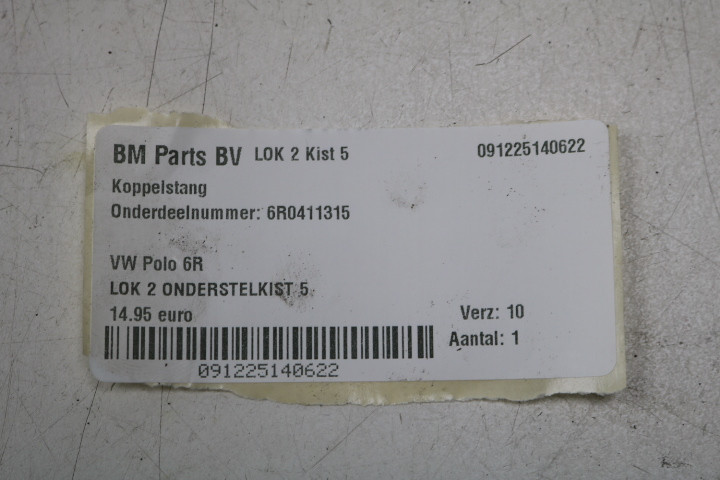 BM Parts BV LOK 2 Kist 5 091225140622
Koppelstang
Onderdeelnummer: 6R0411315
VW Polo 6R
LOK 2 ONDERSTELKIST 5
14.95 euro Verz: 10
Aantal: 1
091225140622